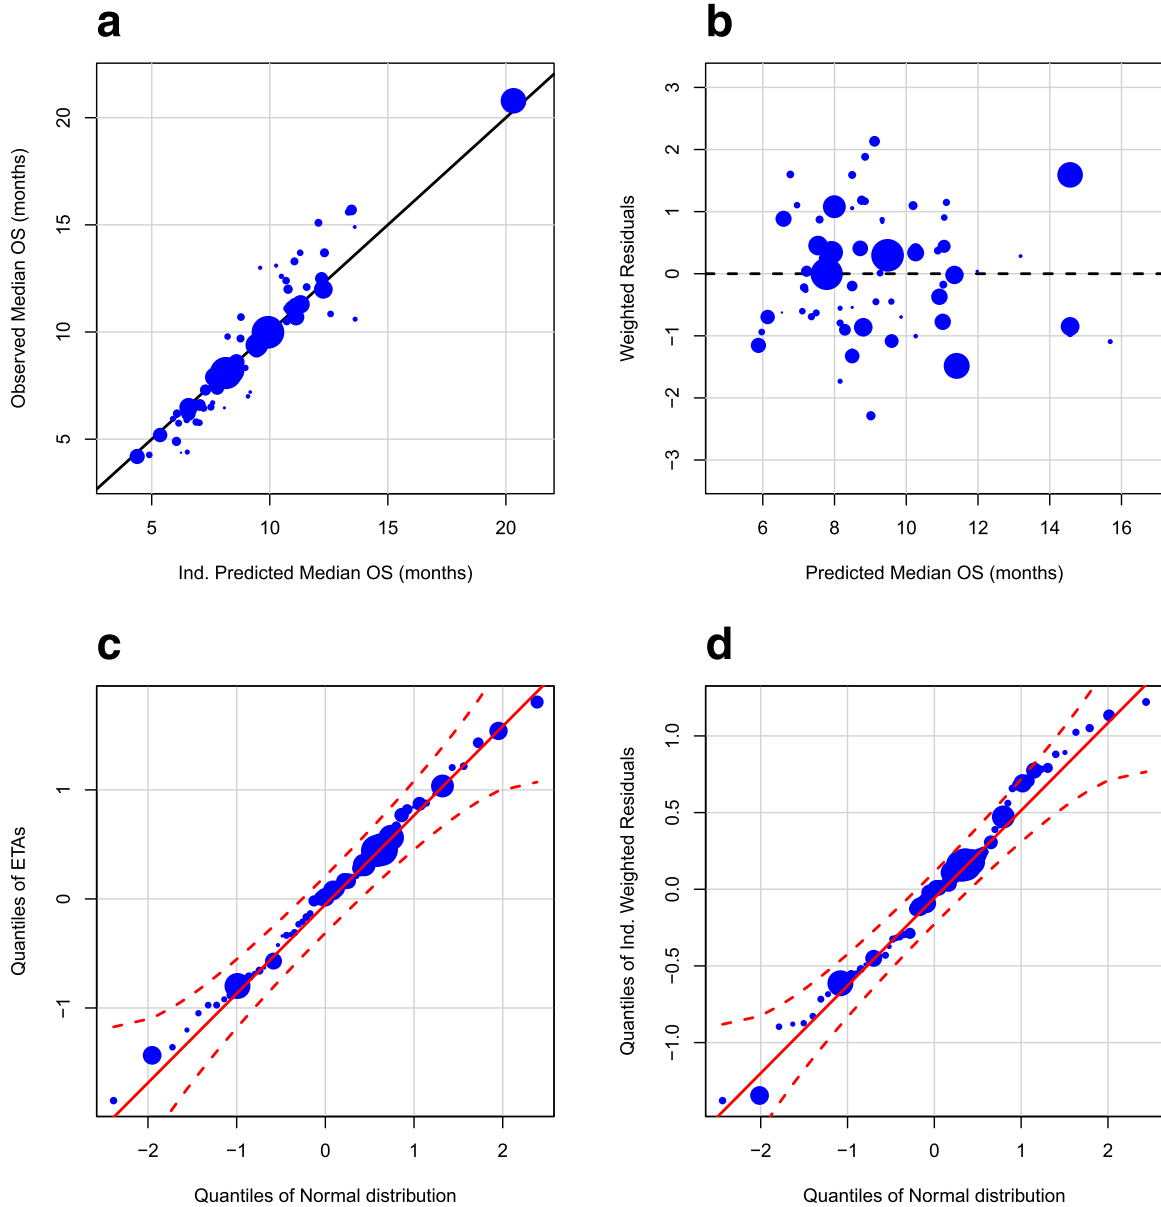 a
20
15
10
5
Observed Median OS (months)
5 10 15 20
Ind. Predicted Median OS (months)
b
3
2
1
0
−1
−2
−3
Weighted Residuals
6 8 10 12 14 16
Predicted Median OS (months)
c
1
0
−1
Quantiles of ETAs
−2 −1 0 1 2
Quantiles of Normal distribution
d
1.0
0.5
0.0
−0.5
−1.0
Quantiles of Ind. Weighted Residuals
−2 −1 0 1 2
Quantiles of Normal distribution